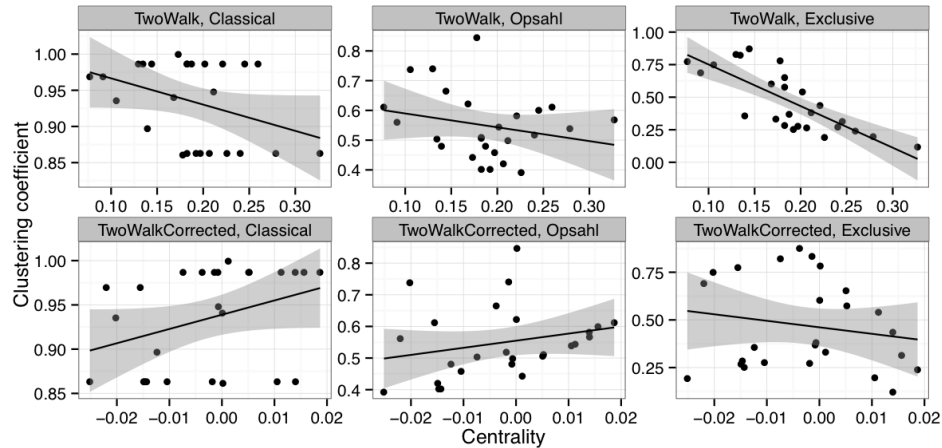 TwoWalk, Classical
TwoWalk, Opsahl
TwoWalk, Exclusive
1.00
0.95
0.90
0.85
0.10 0.15 0.20 0.25 0.30
0.8
0.7
0.6
0.5
0.4
0.10 0.15 0.20 0.25 0.30
1.00
0.75
0.50
0.25
0.00
0.10 0.15 0.20 0.25 0.30
Clustering coefficient
TwoWalkCorrected, Classical
TwoWalkCorrected, Opsahl
TwoWalkCorrected, Exclusive
1.00
0.95
0.90
0.85
−0.02 −0.01 0.00 0.01 0.02
0.8
0.7
0.6
0.5
0.4
−0.02 −0.01 0.00 0.01 0.02
0.75
0.50
0.25
−0.02 −0.01 0.00 0.01 0.02
Centrality